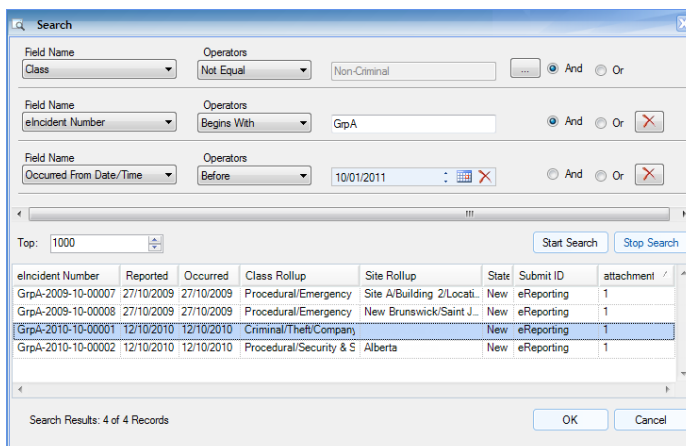 Search
Field Name Operators
Class Not Equal Non-Criminal ... And Or
Field Name Operators
eIncident Number Begins With GrpA And Or
Field Name Operators
Occurred From Date/Time Before 10/01/2011 And Or
Top: 1000 Start Search Stop Search
eIncident Number Reported Occurred Class Rollup Site Rollup State Submit ID attachment
GrpA-2009-10-00007 27/10/2009 27/10/2009 Procedural/Emergency Site A/Building 2/Locati... New eReporting 1
GrpA-2009-10-00008 27/10/2009 27/10/2009 Procedural/Emergency New Brunswick/Saint J... New eReporting 1
GrpA-2010-10-00001 12/10/2010 12/10/2010 Criminal/Theft/Company New eReporting 1
GrpA-2010-10-00002 12/10/2010 12/10/2010 Procedural/Security & S Alberta New eReporting 1
Search Results: 4 of 4 Records OK Cancel